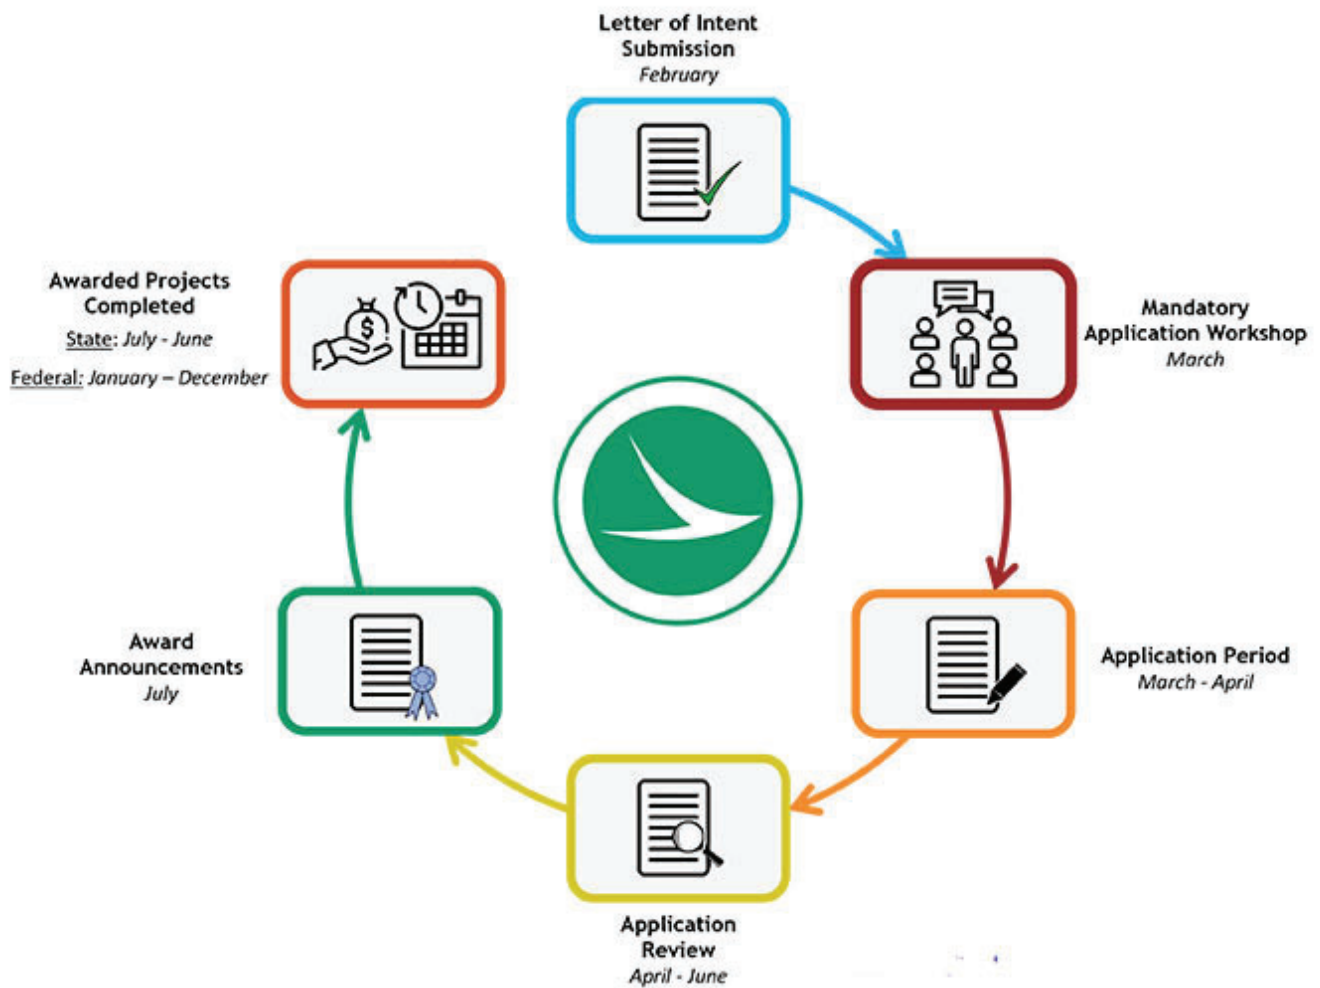 Letter of Intent
Submission
February
Mandatory
Application Workshop
March
Application Period
March - April
Application
Review
April - June
Award
Announcements
July
Awarded Projects
Completed
State: July - June
Federal: January – December
$